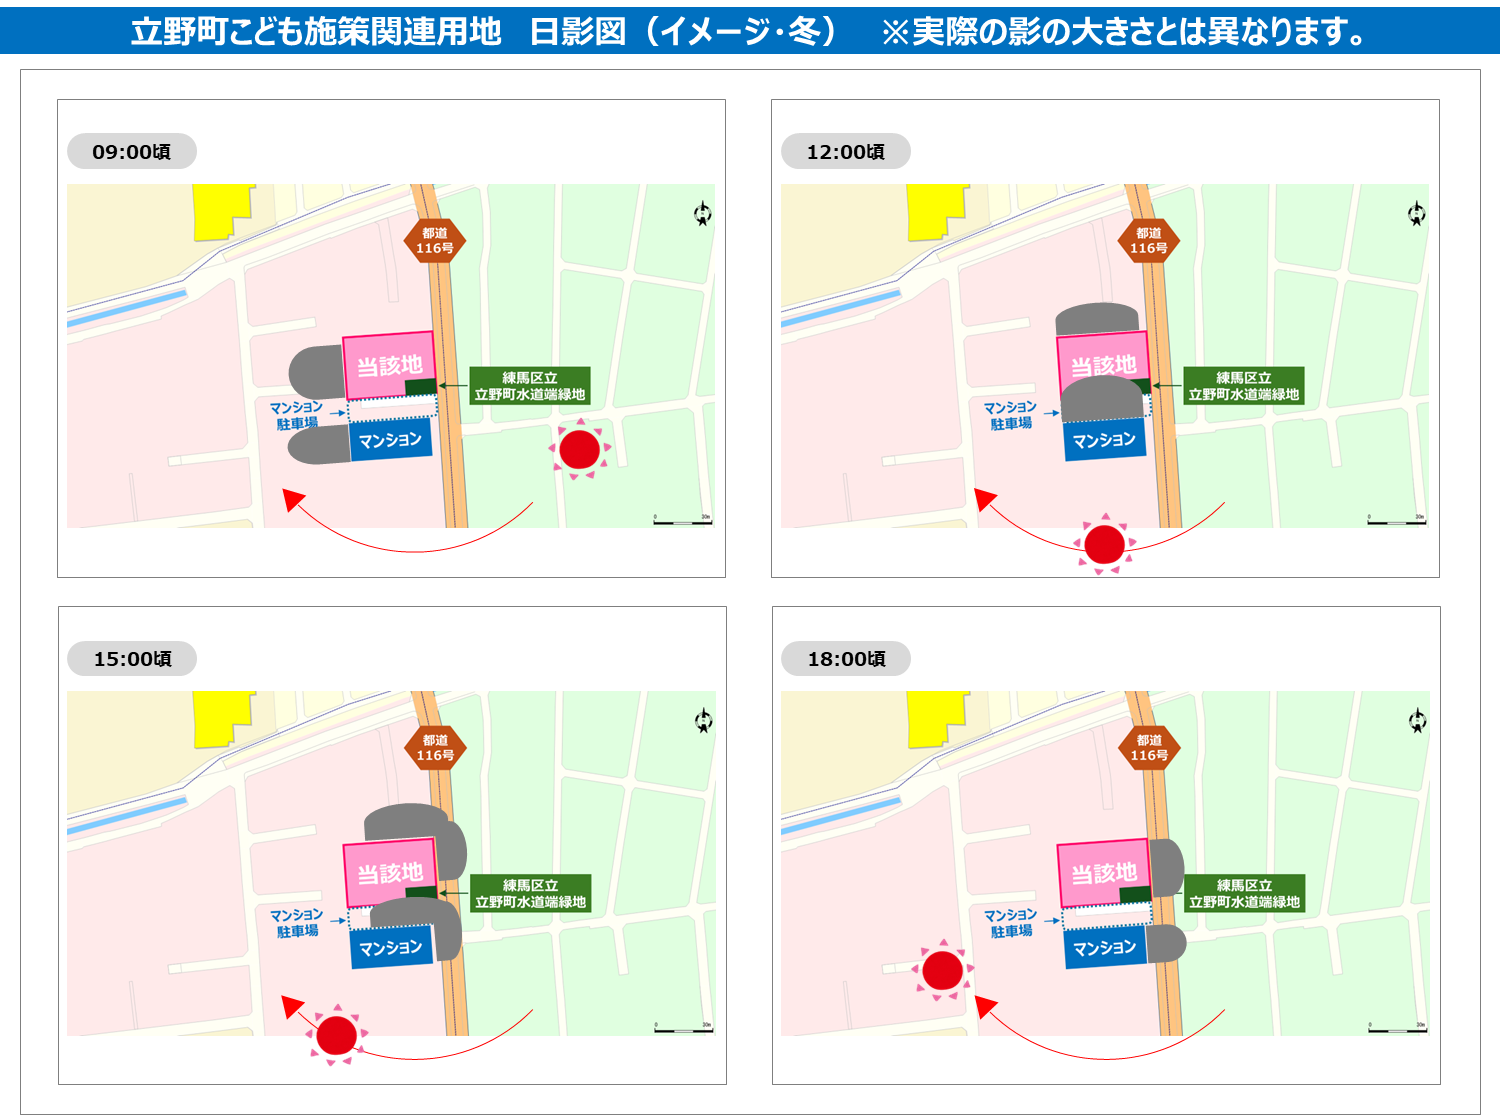 立野町こども施策関連用地　日影図（イメージ・冬）　※実際の影の大きさとは異なります。
09:00頃
都道
116号
当該地
練馬区立
立野町水道端緑地
マンション
駐車場
マンション
0 20m
12:00頃
都道
116号
当該地
練馬区立
立野町水道端緑地
マンション
駐車場
マンション
0 20m
15:00頃
都道
116号
当該地
練馬区立
立野町水道端緑地
マンション
駐車場
マンション
0 20m
18:00頃
都道
116号
当該地
練馬区立
立野町水道端緑地
マンション
駐車場
マンション
0 20m